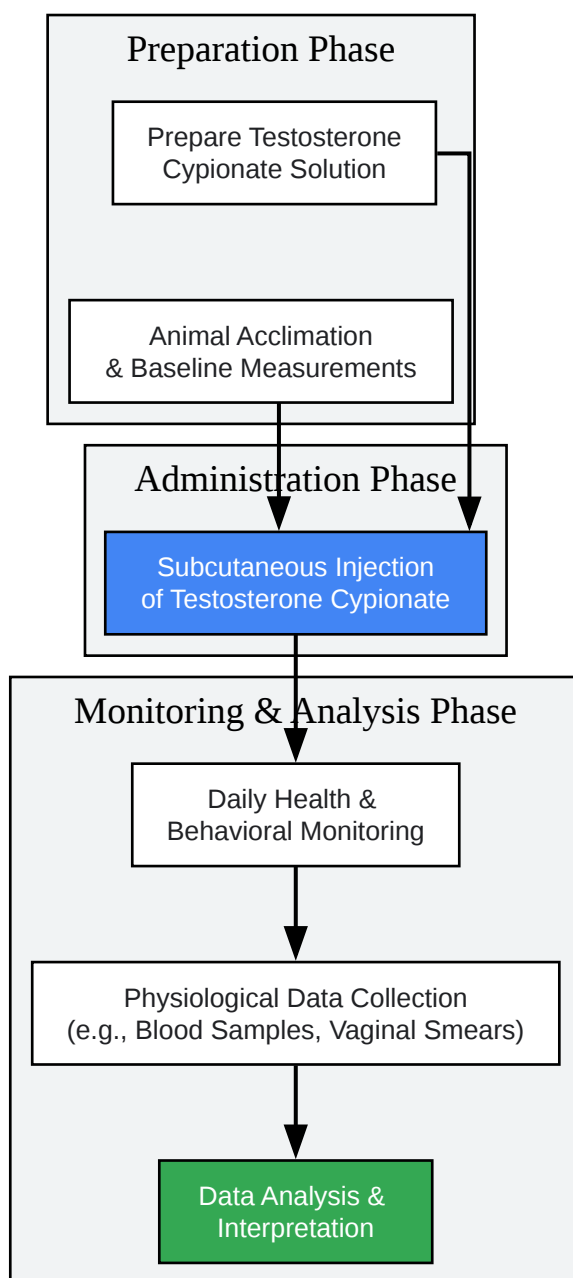 Preparation Phase
Prepare Testosterone
Cypionate Solution
Animal Acclimation
& Baseline Measurements
Administration Phase
Subcutaneous Injection
of Testosterone Cypionate
Monitoring & Analysis Phase
Daily Health &
Behavioral Monitoring
Physiological Data Collection
(e.g., Blood Samples, Vaginal Smears)
Data Analysis &
Interpretation